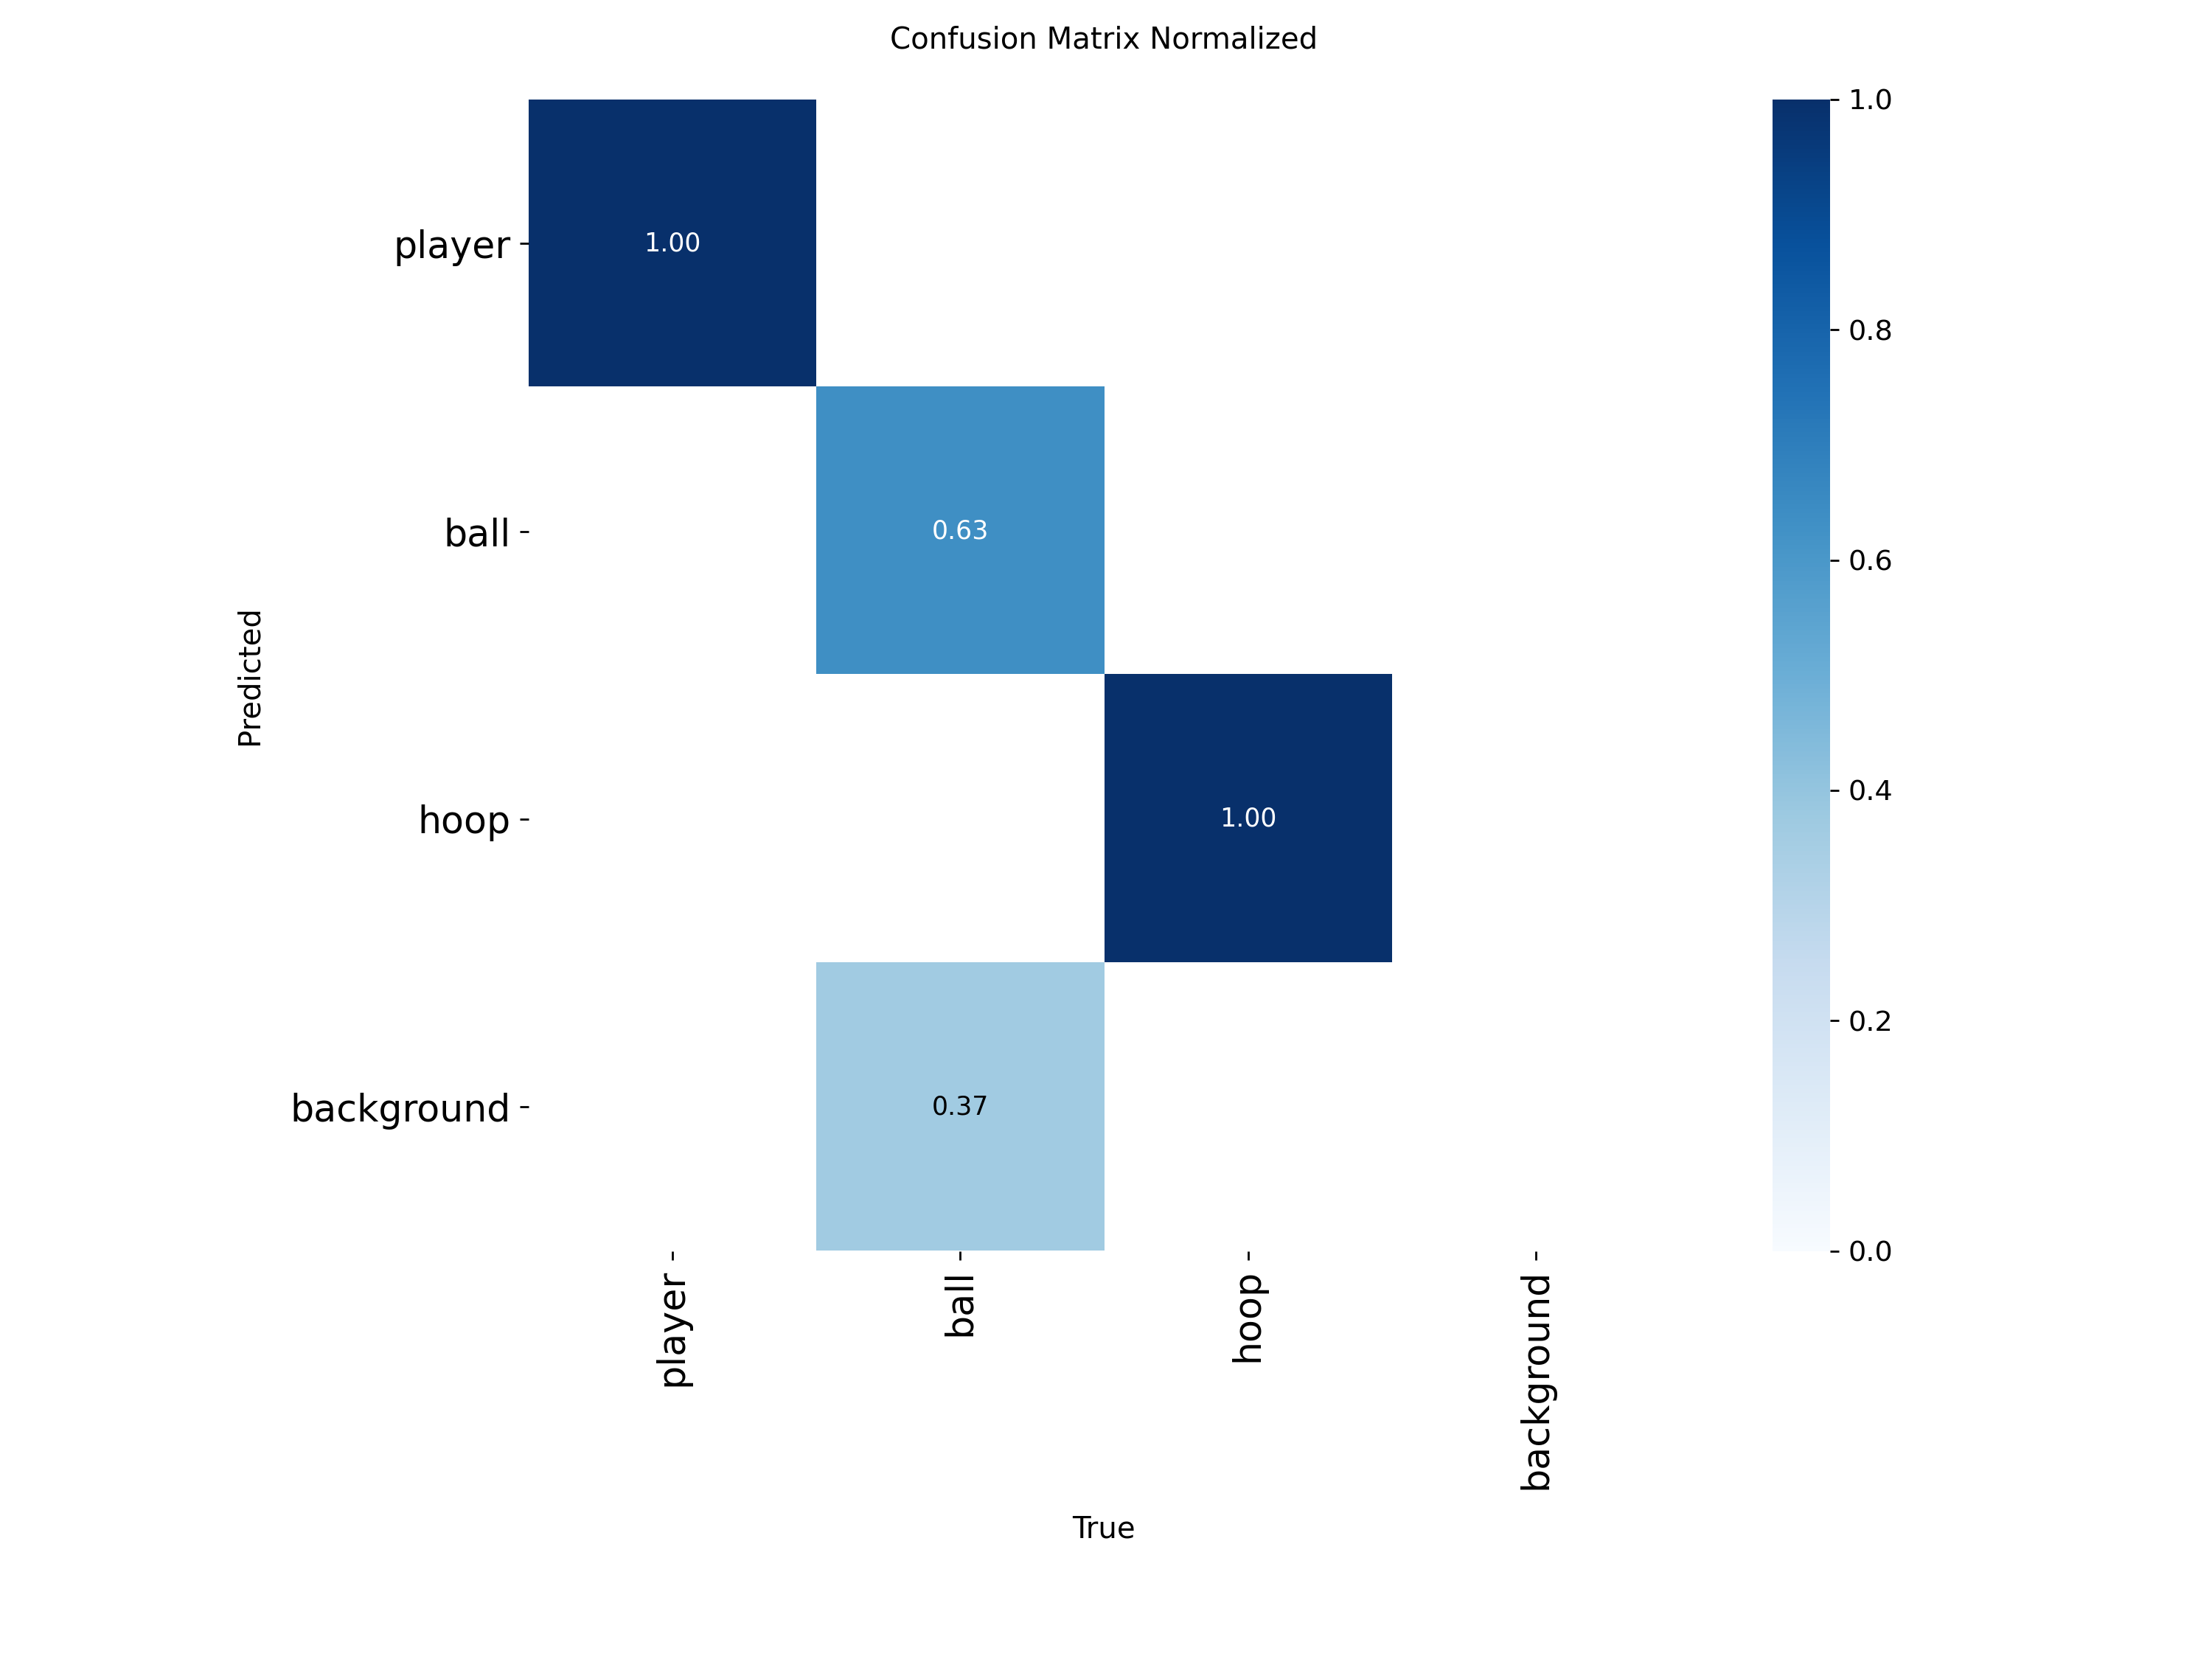 Confusion Matrix Normalized
1.0
player
1.00
0.8
ball
0.63
0.6
Predicted
hoop
1.00
0.4
background
0.37
0.2
0.0
player
ball
hoop
background
True